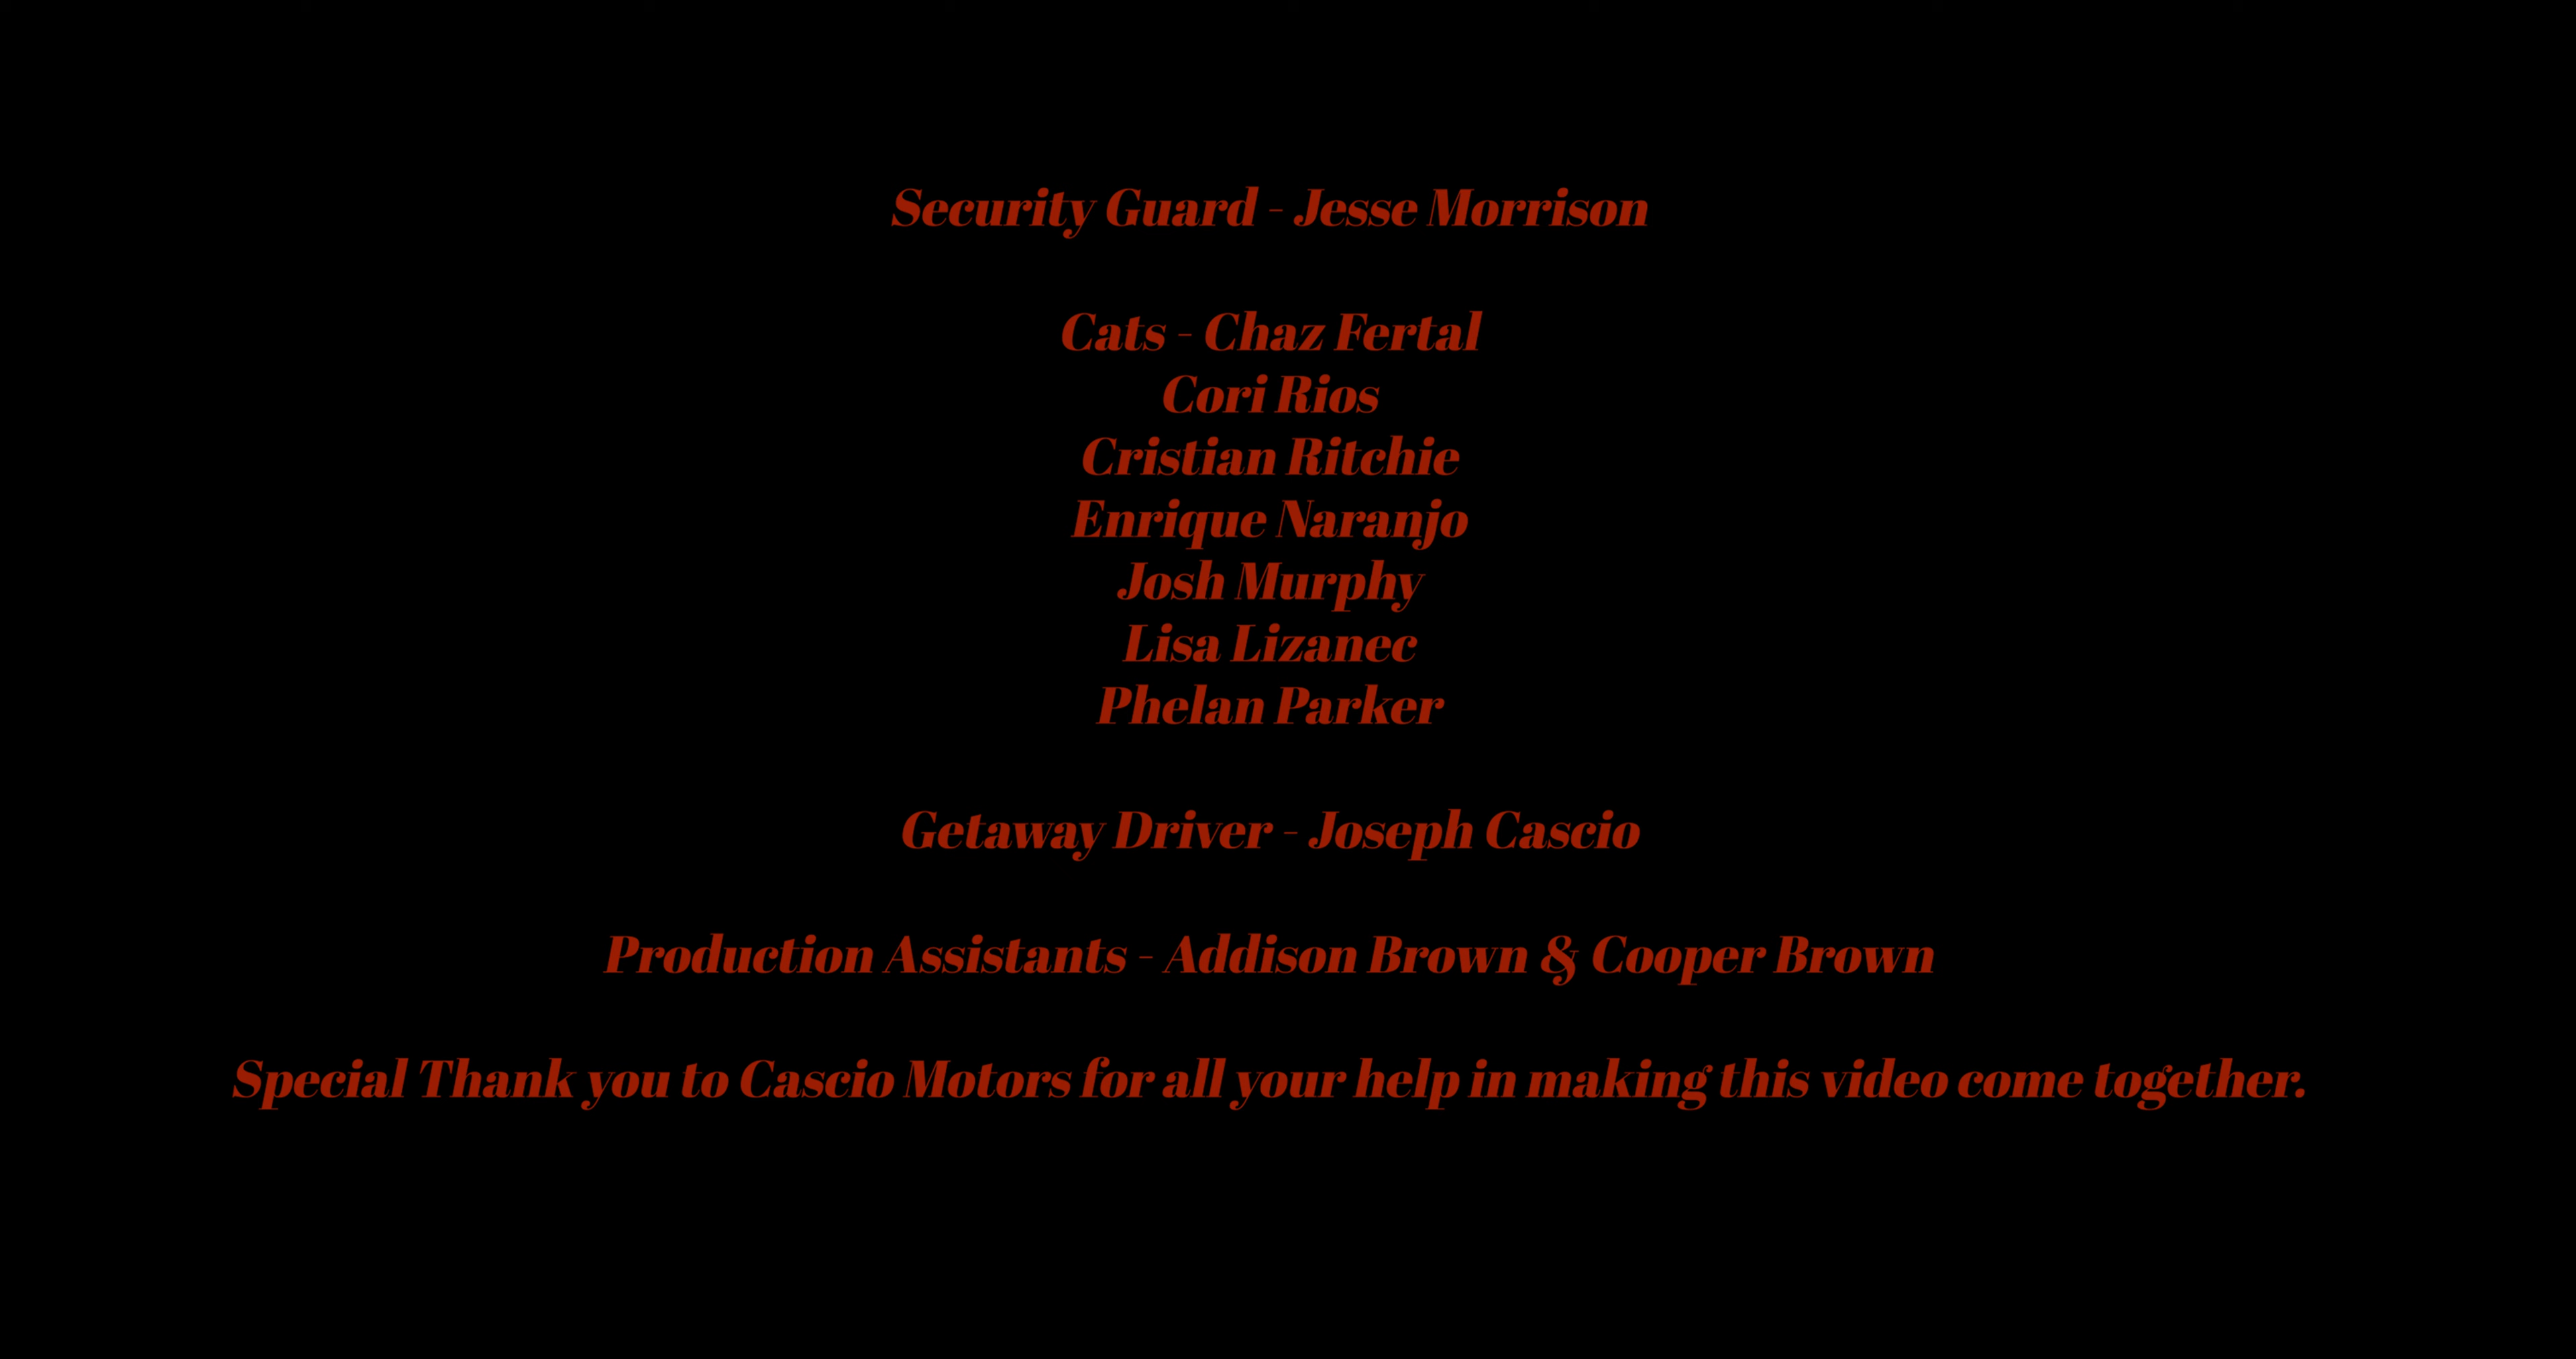 Security Guard - Jesse Morrison
Cats - Chaz Fertal
Cori Rios
Cristian Ritchie
Enrique Naranjo
Josh Murphy
Lisa Lizanec
Phelan Parker
Getaway Driver - Joseph Cascio
Production Assistants - Addison Brown & Cooper Brown
Special Thank you to Cascio Motors for all your help in making this video come together.